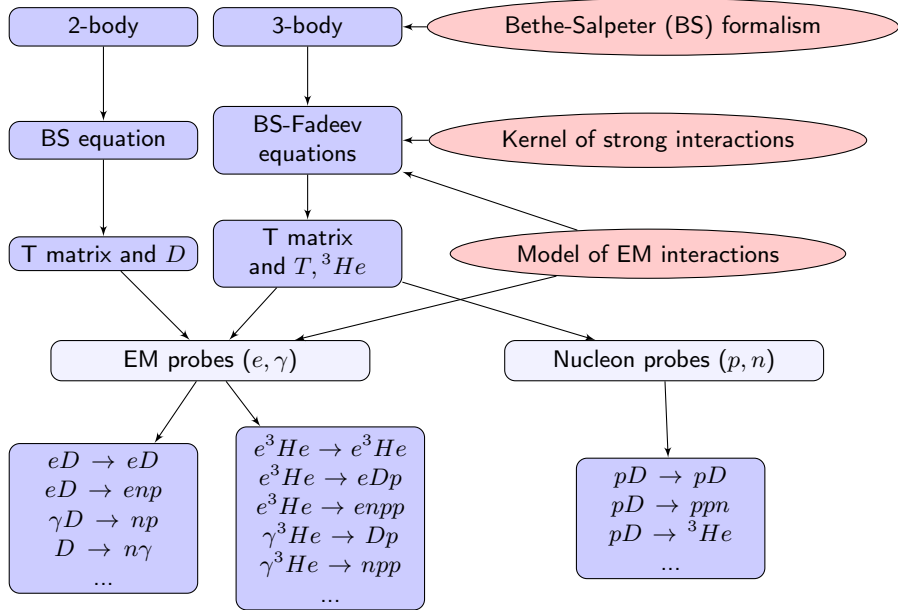 2-body
3-body
Bethe-Salpeter (BS) formalism
BS equation
BS-Fadeev
equations
Kernel of strong interactions
T matrix and D
T matrix
and T, ³He
Model of EM interactions
EM probes (e, γ)
Nucleon probes (p, n)
eD → eD
eD → enp
γD → np
D → nγ
...
e³He → e³He
e³He → eDp
e³He → enpp
γ³He → Dp
γ³He → npp
...
pD → pD
pD → ppn
pD → ³He
...